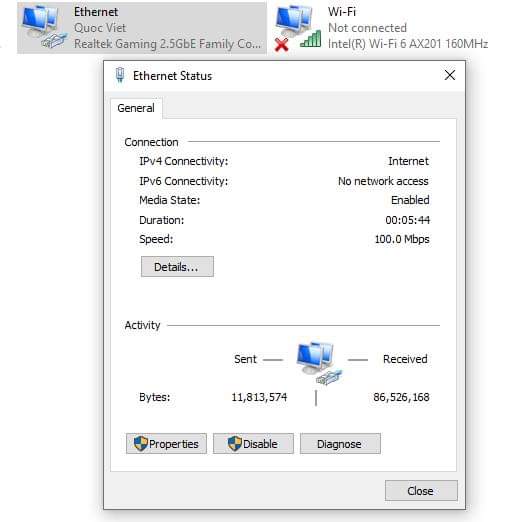 Ethernet
Quoc Viet
Realtek Gaming 2.5GbE Family Co...
Wi-Fi
Not connected
Intel(R) Wi-Fi 6 AX201 160MHz
Ethernet Status
General
Connection
IPv4 Connectivity: Internet
IPv6 Connectivity: No network access
Media State: Enabled
Duration: 00:05:44
Speed: 100.0 Mbps
Details...
Activity
Sent Received
Bytes: 11,813,574 86,526,168
Properties Disable Diagnose
Close